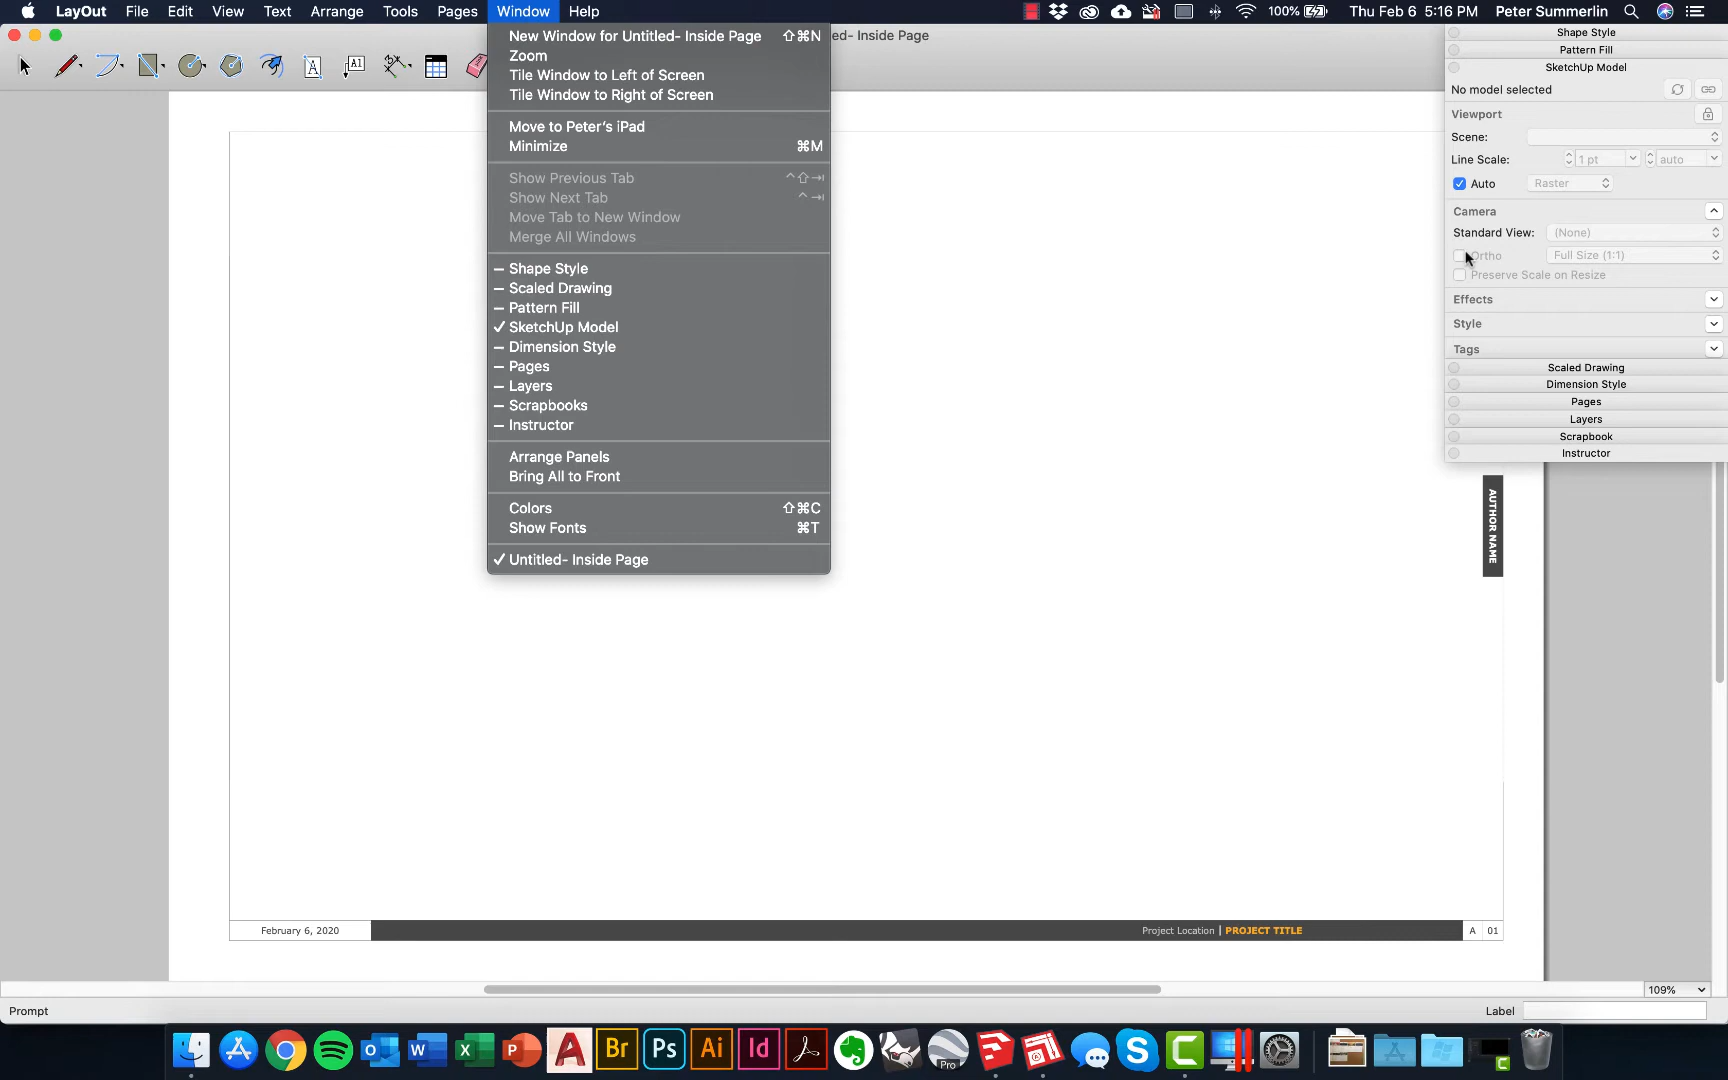 LayOut File Edit View Text Arrange Tools Pages Window Help 100% Thu Feb 6 5:16 PM Peter Summerlin
ed- Inside Page
New Window for Untitled- Inside Page ⇧⌘N
Zoom
Tile Window to Left of Screen
Tile Window to Right of Screen
Move to Peter's iPad
Minimize ⌘M
Show Previous Tab ^⇧⇥
Show Next Tab ^⇥
Move Tab to New Window
Merge All Windows
— Shape Style
— Scaled Drawing
— Pattern Fill
✓ SketchUp Model
— Dimension Style
— Pages
— Layers
— Scrapbooks
— Instructor
Arrange Panels
Bring All to Front
Colors ⇧⌘C
Show Fonts ⌘T
✓ Untitled- Inside Page
Shape Style
Pattern Fill
SketchUp Model
No model selected
Viewport
Scene:
Line Scale: 1 pt auto
Auto Raster
Camera
Standard View: (None)
Ortho Full Size (1:1)
Preserve Scale on Resize
Effects
Style
Tags
Scaled Drawing
Dimension Style
Pages
Layers
Scrapbook
Instructor
AUTHOR NAME
February 6, 2020 Project Location | PROJECT TITLE A 01
109%
Prompt Label
O W X P A Br Ps Ai Id Pro S C